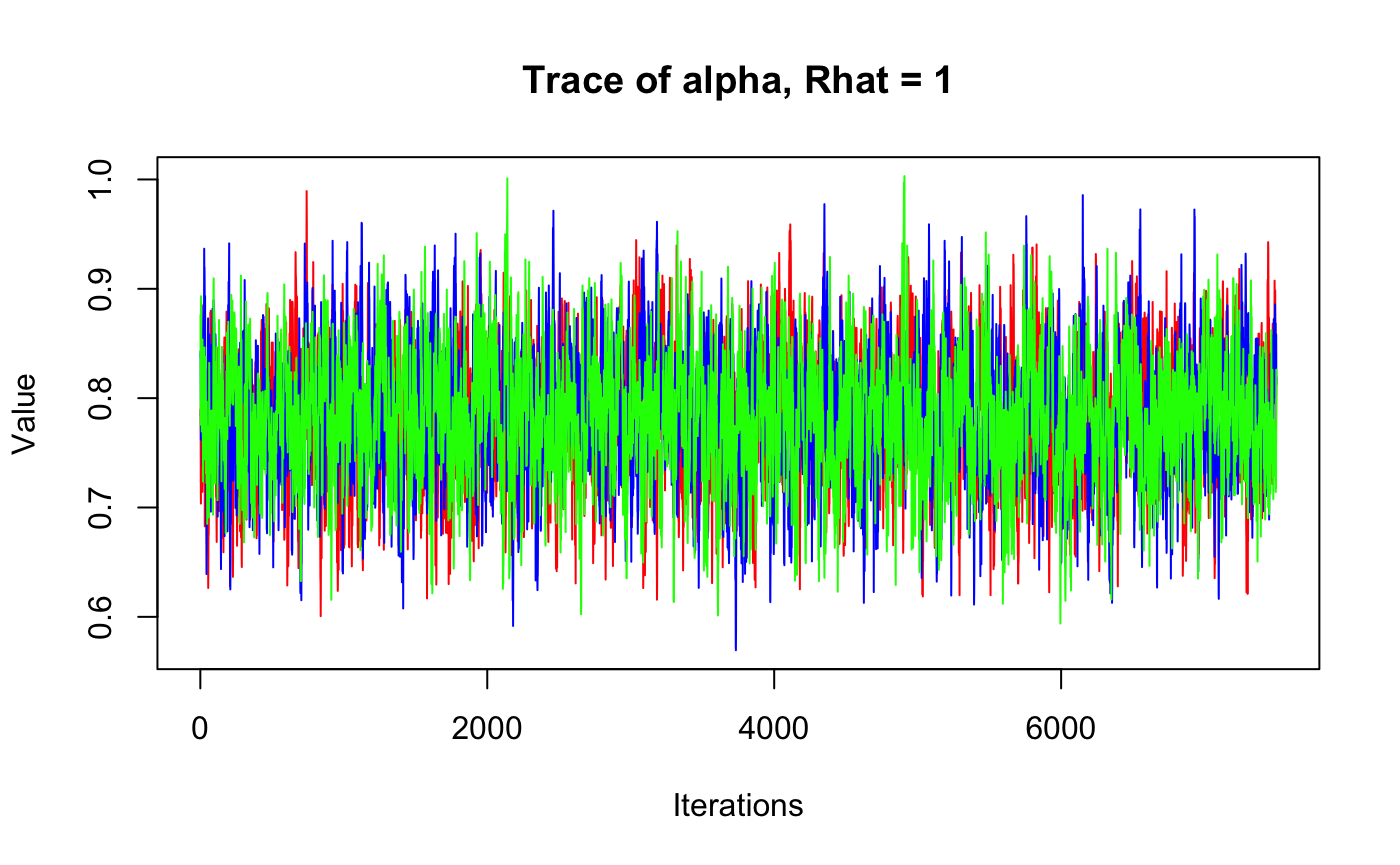 Trace of alpha, Rhat = 1
Value
1.0
0.9
0.8
0.7
0.6
0 2000 4000 6000
Iterations